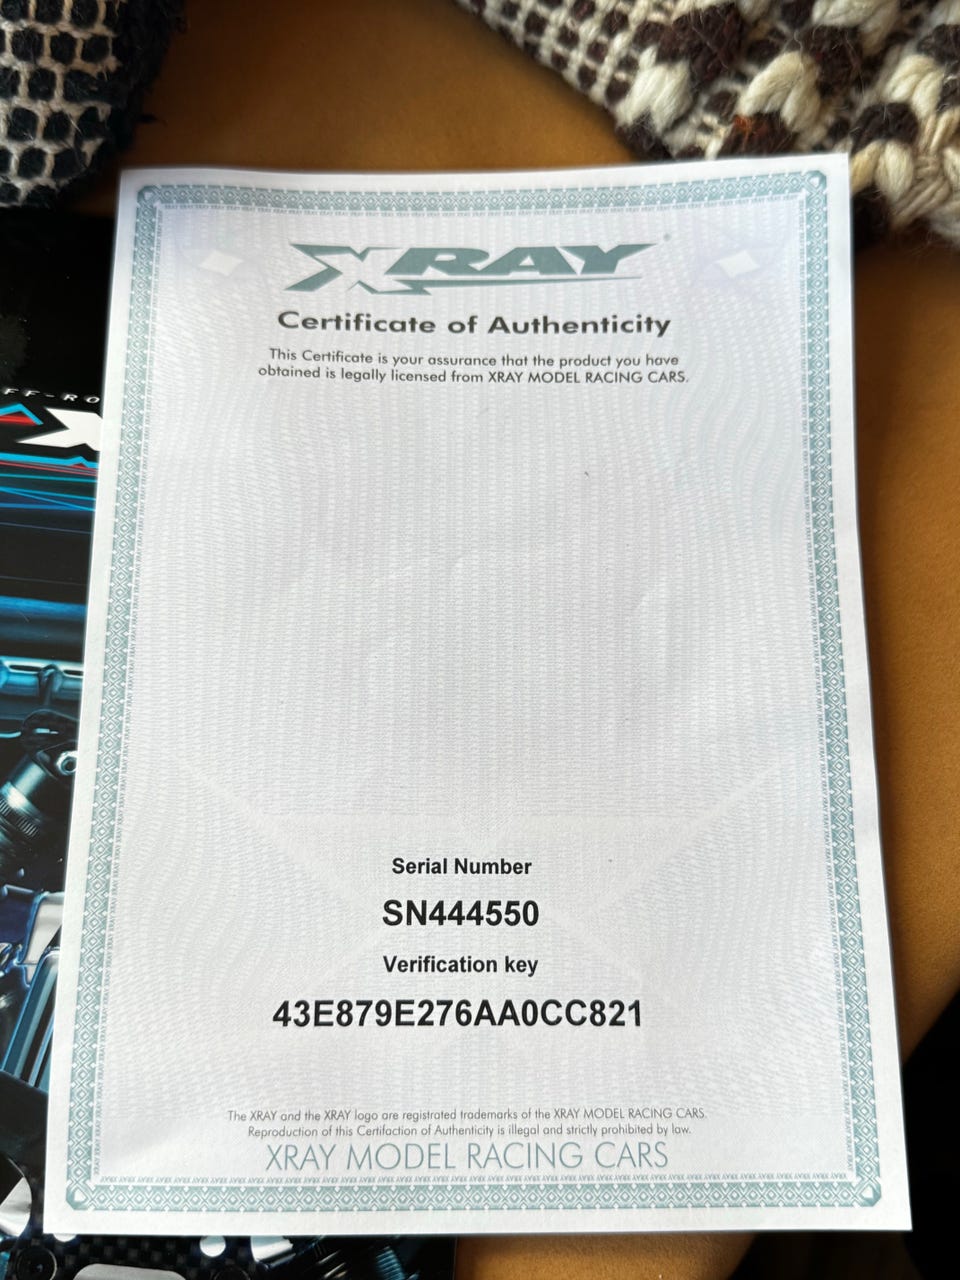 XRAY
Certificate of Authenticity
This Certificate is your assurance that the product you have
obtained is legally licensed from XRAY MODEL RACING CARS.
FF-RO
Serial Number
SN444550
Verification key
43E879E276AA0CC821
The XRAY and the XRAY logo are registrated trademarks of the XRAY MODEL RACING CARS.
Reproduction of this Certifaction of Authenticity is illegal and strictly prohibited by law.
XRAY MODEL RACING CARS